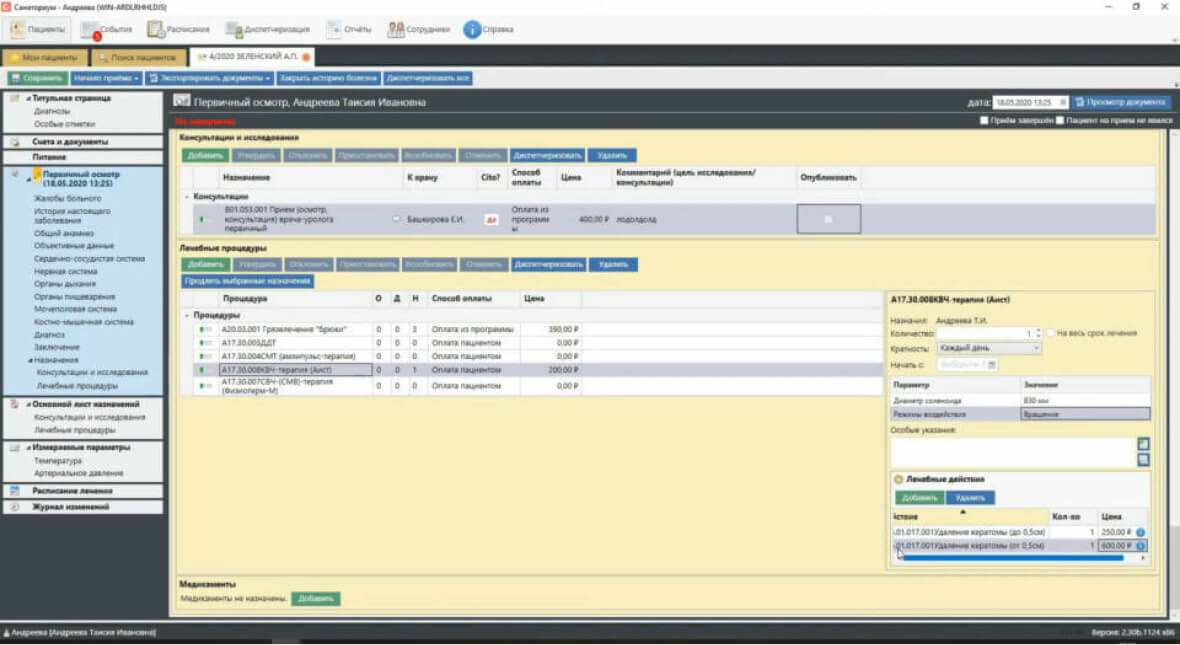 Санаториум - Андреева (WIN-ARDLRHHLDJS)
Пациенты
События
Расписания
Диспетчеризация
Отчёты
Сотрудники
Справка
Мои пациенты
Поиск пациентов
4/2020 ЗЕЛЕНСКИЙ А.П.
Сохранить
Начало приёма
Экспортировать документы
Закрыть историю болезни
Диспетчеризовать все
Титульная страница
Диагнозы
Особые отметки
Счета и документы
Питание
Первичный осмотр
(18.05.2020 13:25)
Жалобы больного
История настоящего
заболевания
Общий анамнез
Объективные данные
Сердечно-сосудистая система
Нервная система
Органы дыхания
Органы пищеварения
Мочеполовая система
Костно-мышечная система
Диагноз
Заключение
Назначения
Консультации и исследования
Лечебные процедуры
Основной лист назначений
Консультации и исследования
Лечебные процедуры
Измеряемые параметры
Температура
Артериальное давление
Расписание лечения
Журнал изменений
Первичный осмотр, Андреева Таисия Ивановна
дата: 18.05.2020 13:25
Просмотр документа
Приём завершён
Пациент на прием не явился
Консультации и исследования
Добавить Утвердить Отклонить Приостановить Возобновить Отменить Диспетчеризовать Удалить
Назначение К врачу Cito? Способ оплаты Цена Комментарий (цель исследования/консультации) Опубликовать
Консультации
B01.053.001 Прием (осмотр,
консультация) врача-уролога
первичный
Башкирова Е.И.
да
Оплата из
программ
ы
400,00 ₽
лодолдолд
Лечебные процедуры
Добавить Утвердить Отклонить Приостановить Возобновить Отменить Диспетчеризовать Удалить
Продлить выбранные назначения
Процедура О Д Н Способ оплаты Цена
Процедуры
A20.03.001 Грязелечение "брюки" 0 0 3 Оплата из программы 390,00 ₽
A17.30.003ДДТ 0 0 0 Оплата пациентом 0,00 ₽
A17.30.004СМТ (амплипульс-терапия) 0 0 0 Оплата пациентом 0,00 ₽
A17.30.008КВЧ-терапия (Аист) 0 0 1 Оплата пациентом 200,00 ₽
A17.30.007СВЧ-(СМВ)-терапия
(Физиотерм-М) 0 0 0 Оплата пациентом 0,00 ₽
A17.30.008КВЧ-терапия (Аист)
Назначил: Андреева Т.И.
Количество: 1 На весь срок лечения
Кратность: Каждый день
Начать с:
Параметр Значение
Диаметр соленоида 850 мм
Режимы воздействия Вращение
Особые указания:
Лечебные действия
Добавить Удалить
йствие Кол-во Цена
.01.017.001Удаление кератомы (до 0,5см) 1 250,00 ₽
.01.017.001Удаление кератомы (от 0,5см) 1 600,00 ₽
Медикаменты
Медикаменты не назначены. Добавить
Андреева [Андреева Таисия Ивановна]
Версия: 2.30b.1124 x86